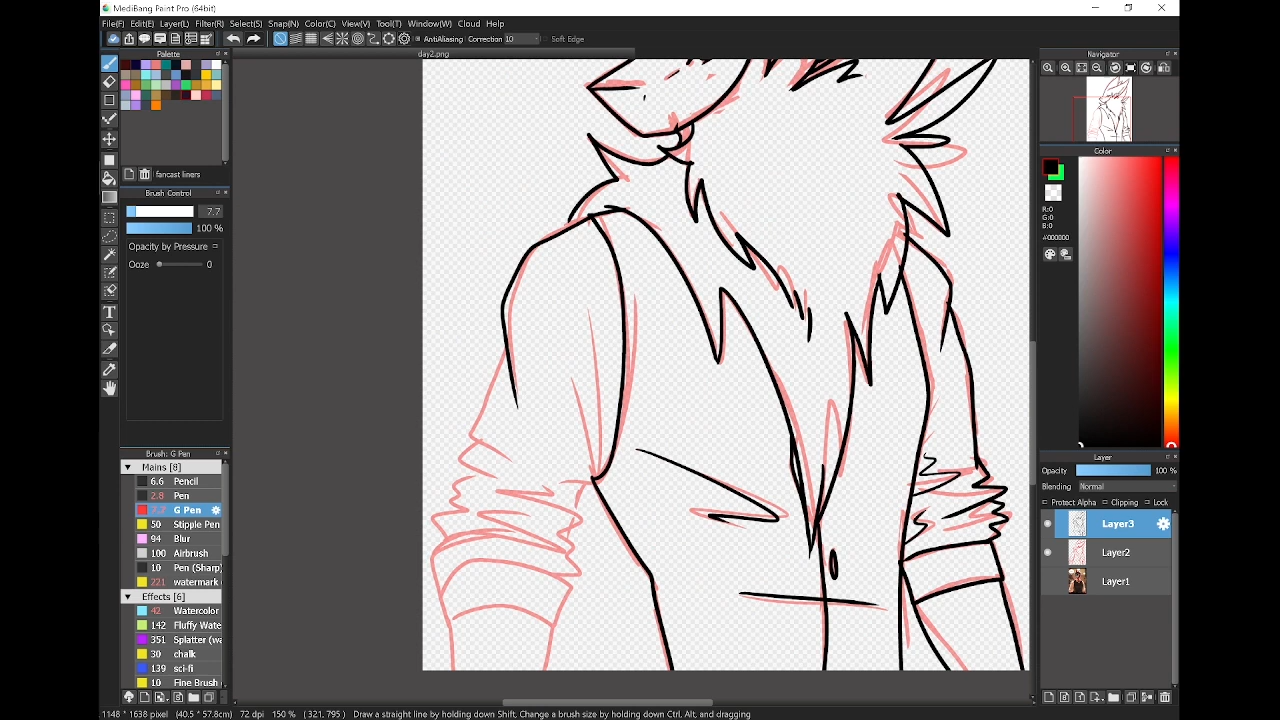 MediBang Paint Pro (64bit)
File(F) Edit(E) Layer(L) Filter(R) Select(S) Snap(N) Color(C) View(V) Tool(T) Window(W) Cloud Help
AntiAliasing Correction 10 Soft Edge
Palette
day2.png
Navigator
fancast liners
Brush Control
7.7
100 %
Opacity by Pressure
Ooze 0
Color
R:0
G:0
B:0
#000000
Brush: G Pen
Mains [8]
6.6 Pencil
2.8 Pen
7.7 G Pen
50 Stipple Pen
94 Blur
100 Airbrush
10 Pen (Sharp)
221 watermark
Effects [6]
42 Watercolor
142 Fluffy Wate
351 Splatter (wa
30 chalk
139 sci-fi
10 Fine Brush
Layer
Opacity 100 %
Blending Normal
Protect Alpha Clipping Lock
Layer3
Layer2
Layer1
1148 * 1638 pixel (40.5 * 57.8cm) 72 dpi 150 % ( 321, 795 ) Draw a straight line by holding down Shift, Change a brush size by holding down Ctrl, Alt, and dragging